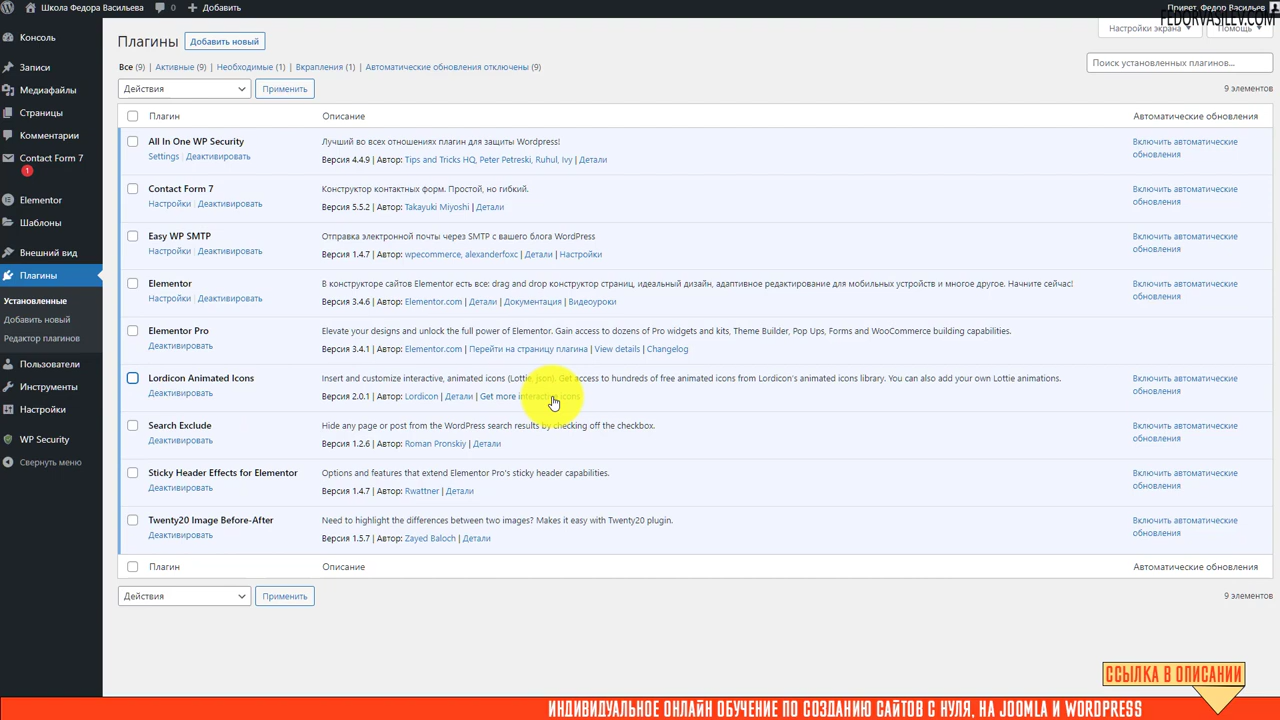 Школа Федора Васильева 0 Добавить Привет, Федор Васильев
FEDORVASILEV.COM
Консоль
Записи
Медиафайлы
Страницы
Комментарии
Contact Form 7
1
Elementor
Шаблоны
Внешний вид
Плагины
Установленные
Добавить новый
Редактор плагинов
Пользователи
Инструменты
Настройки
WP Security
Свернуть меню
Плагины Добавить новый
Настройки экрана Помощь
Все (9) | Активные (9) | Необходимые (1) | Вкрапления (1) | Автоматические обновления отключены (9)
Поиск установленных плагинов...
Действия Применить
9 элементов
Плагин Описание Автоматические обновления
All In One WP Security
Settings | Деактивировать
Лучший во всех отношениях плагин для защиты Wordpress!
Версия 4.4.9 | Автор: Tips and Tricks HQ, Peter Petreski, Ruhul, Ivy | Детали
Включить автоматические
обновления
Contact Form 7
Настройки | Деактивировать
Конструктор контактных форм. Простой, но гибкий.
Версия 5.5.2 | Автор: Takayuki Miyoshi | Детали
Включить автоматические
обновления
Easy WP SMTP
Настройки | Деактивировать
Отправка электронной почты через SMTP с вашего блога WordPress
Версия 1.4.7 | Автор: wpecommerce, alexanderfoxc | Детали | Настройки
Включить автоматические
обновления
Elementor
Настройки | Деактивировать
В конструкторе сайтов Elementor есть все: drag and drop конструктор страниц, идеальный дизайн, адаптивное редактирование для мобильных устройств и многое другое. Начните сейчас!
Версия 3.4.6 | Автор: Elementor.com | Детали | Документация | Видеоуроки
Включить автоматические
обновления
Elementor Pro
Деактивировать
Elevate your designs and unlock the full power of Elementor. Gain access to dozens of Pro widgets and kits, Theme Builder, Pop Ups, Forms and WooCommerce building capabilities.
Версия 3.4.1 | Автор: Elementor.com | Перейти на страницу плагина | View details | Changelog
Lordicon Animated Icons
Деактивировать
Insert and customize interactive, animated icons (Lottie, json). Get access to hundreds of free animated icons from Lordicon's animated icons library. You can also add your own Lottie animations.
Версия 2.0.1 | Автор: Lordicon | Детали | Get more interactive icons
Включить автоматические
обновления
Search Exclude
Деактивировать
Hide any page or post from the WordPress search results by checking off the checkbox.
Версия 1.2.6 | Автор: Roman Pronskiy | Детали
Включить автоматические
обновления
Sticky Header Effects for Elementor
Деактивировать
Options and features that extend Elementor Pro's sticky header capabilities.
Версия 1.4.7 | Автор: Rwattner | Детали
Включить автоматические
обновления
Twenty20 Image Before-After
Деактивировать
Need to highlight the differences between two images? Makes it easy with Twenty20 plugin.
Версия 1.5.7 | Автор: Zayed Baloch | Детали
Включить автоматические
обновления
Плагин Описание Автоматические обновления
Действия Применить
9 элементов
ССЫЛКА В ОПИСАНИИ
ИНДИВИДУАЛЬНОЕ ОНЛАЙН ОБУЧЕНИЕ ПО СОЗДАНИЮ САЙТОВ С НУЛЯ, НА JOOMLA И WORDPRESS